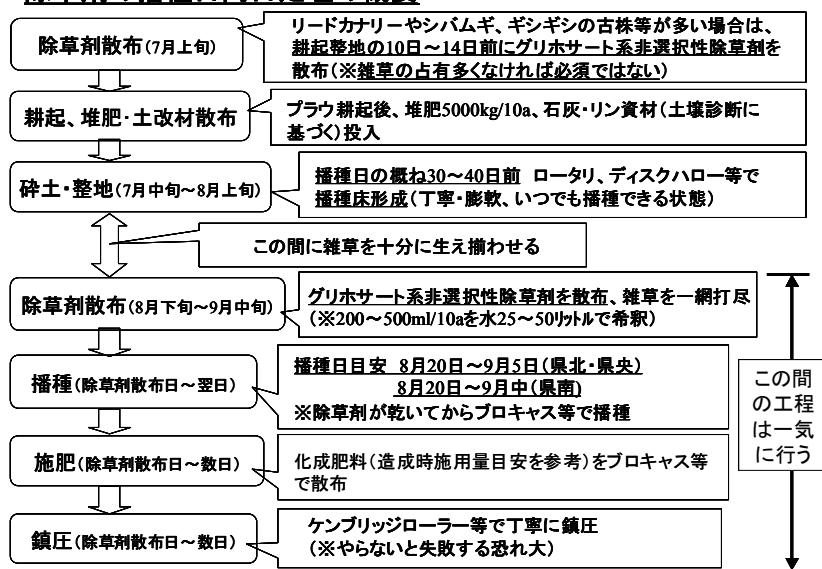 除草剤散布(7月上旬)
リードカナリーやシバムギ、ギシギシの古株等が多い場合は、
耕起整地の10日~14日前にグリホサート系非選択性除草剤を
散布(※雑草の占有多くなければ必須ではない)
耕起、堆肥・土改材散布
プラウ耕起後、堆肥5000kg/10a、石灰・リン資材(土壌診断に
基づく)投入
砕土・整地(7月中旬~8月上旬)
播種日の概ね30~40日前 ロータリ、ディスクハロー等で
播種床形成(丁寧・膨軟、いつでも播種できる状態)
この間に雑草を十分に生え揃わせる
除草剤散布(8月下旬~9月中旬)
グリホサート系非選択性除草剤を散布、雑草を一網打尽
(※200~500ml/10aを水25~50リットルで希釈)
播種(除草剤散布日~翌日)
播種日目安 8月20日~9月5日(県北・県央)
8月20日~9月中(県南)
※除草剤が乾いてからブロキャス等で播種
施肥(除草剤散布日~数日)
化成肥料(造成時施用量目安を参考)をブロキャス等
で散布
鎮圧(除草剤散布日~数日)
ケンブリッジローラー等で丁寧に鎮圧
(※やらないと失敗する恐れ大)
この間
の工程
は一気
に行う